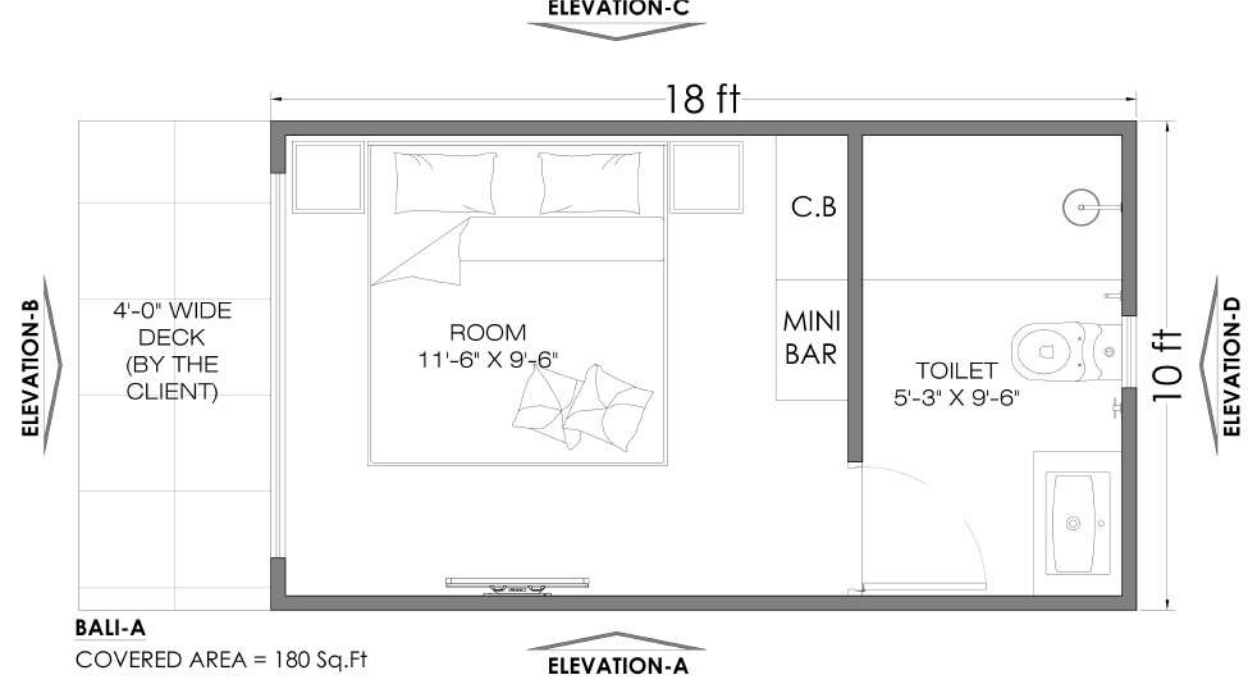 ELEVATION-C
18 ft
C.B
ELEVATION-B
4'-0" WIDE
DECK
(BY THE
CLIENT)
ROOM
11'-6" X 9'-6"
MINI
BAR
TOILET
5'-3" X 9'-6"
10 ft
ELEVATION-D
BALI-A
COVERED AREA = 180 Sq.Ft
ELEVATION-A